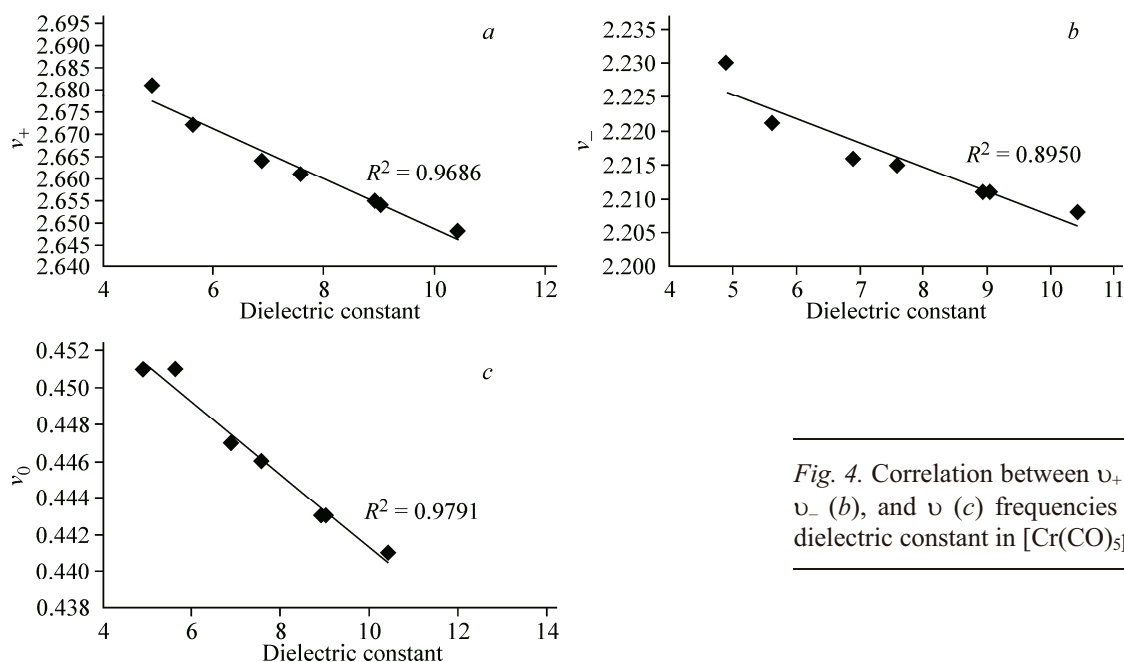 2.695
2.690
2.685
2.680
2.675
2.670
2.665
2.660
2.655
2.650
2.645
2.640
v₊
a
R² = 0.9686
4 6 8 10 12
Dielectric constant
2.235
2.230
2.225
2.220
2.215
2.210
2.205
2.200
v₋
b
R² = 0.8950
4 5 6 7 8 9 10 11
Dielectric constant
0.452
0.450
0.448
0.446
0.444
0.442
0.440
0.438
v₀
c
R² = 0.9791
4 6 8 10 12 14
Dielectric constant
Fig. 4. Correlation between υ₊
υ₋ (b), and υ (c) frequencies
dielectric constant in [Cr(CO)₅]